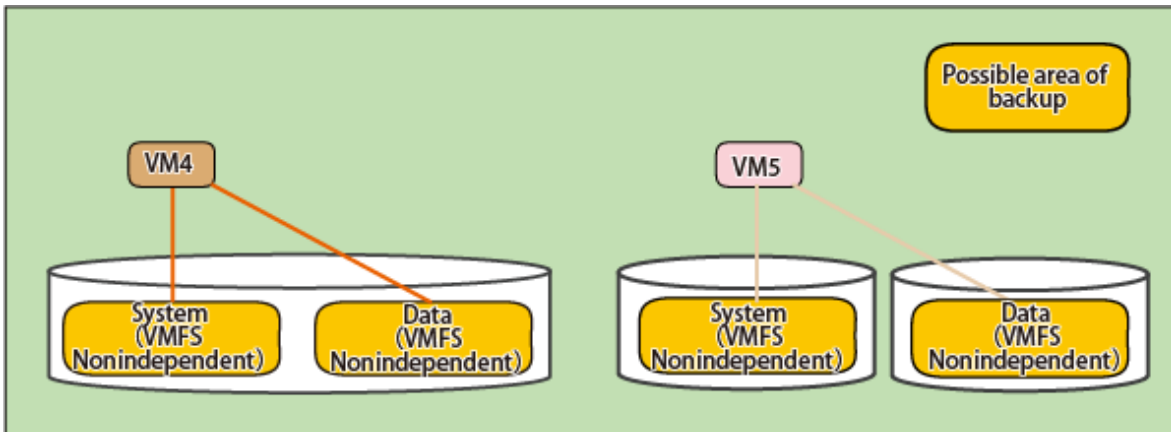 Possible area of
backup
VM4
VM5
System
(VMFS
Nonindependent)
Data
(VMFS
Nonindependent)
System
(VMFS
Nonindependent)
Data
(VMFS
Nonindependent)